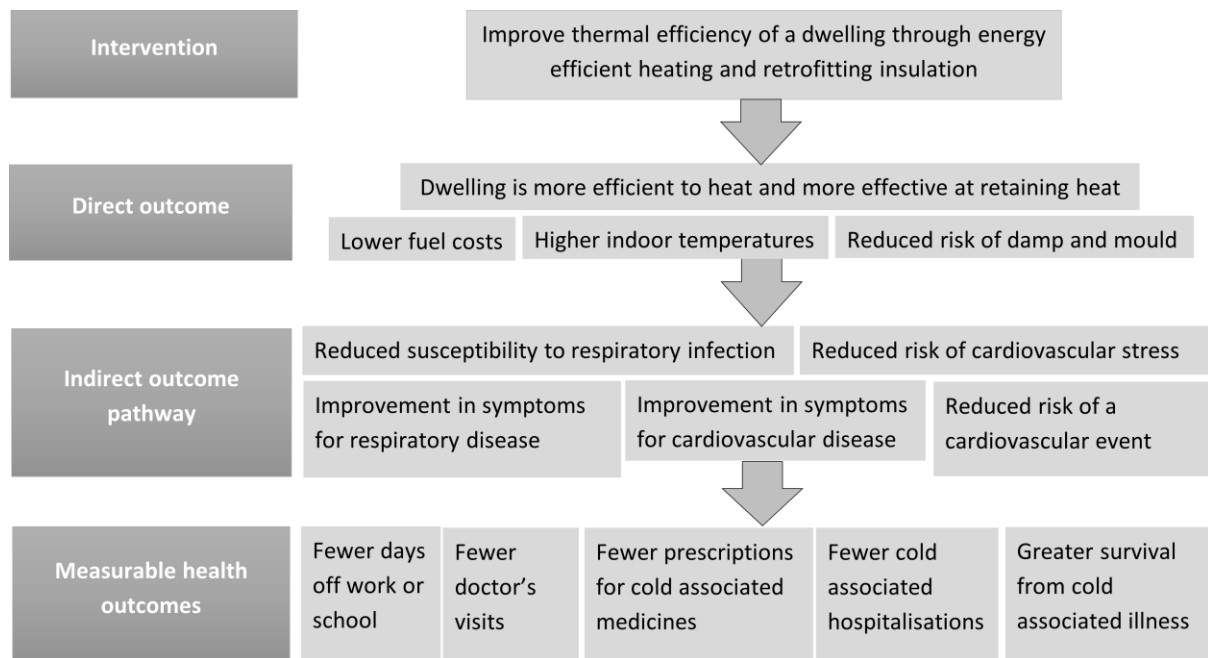 Intervention
Improve thermal efficiency of a dwelling through energy
efficient heating and retrofitting insulation
Direct outcome
Dwelling is more efficient to heat and more effective at retaining heat
Lower fuel costs
Higher indoor temperatures
Reduced risk of damp and mould
Indirect outcome
pathway
Reduced susceptibility to respiratory infection
Reduced risk of cardiovascular stress
Improvement in symptoms
for respiratory disease
Improvement in symptoms
for cardiovascular disease
Reduced risk of a
cardiovascular event
Measurable health
outcomes
Fewer days
off work or
school
Fewer
doctor’s
visits
Fewer prescriptions
for cold associated
medicines
Fewer cold
associated
hospitalisations
Greater survival
from cold
associated illness